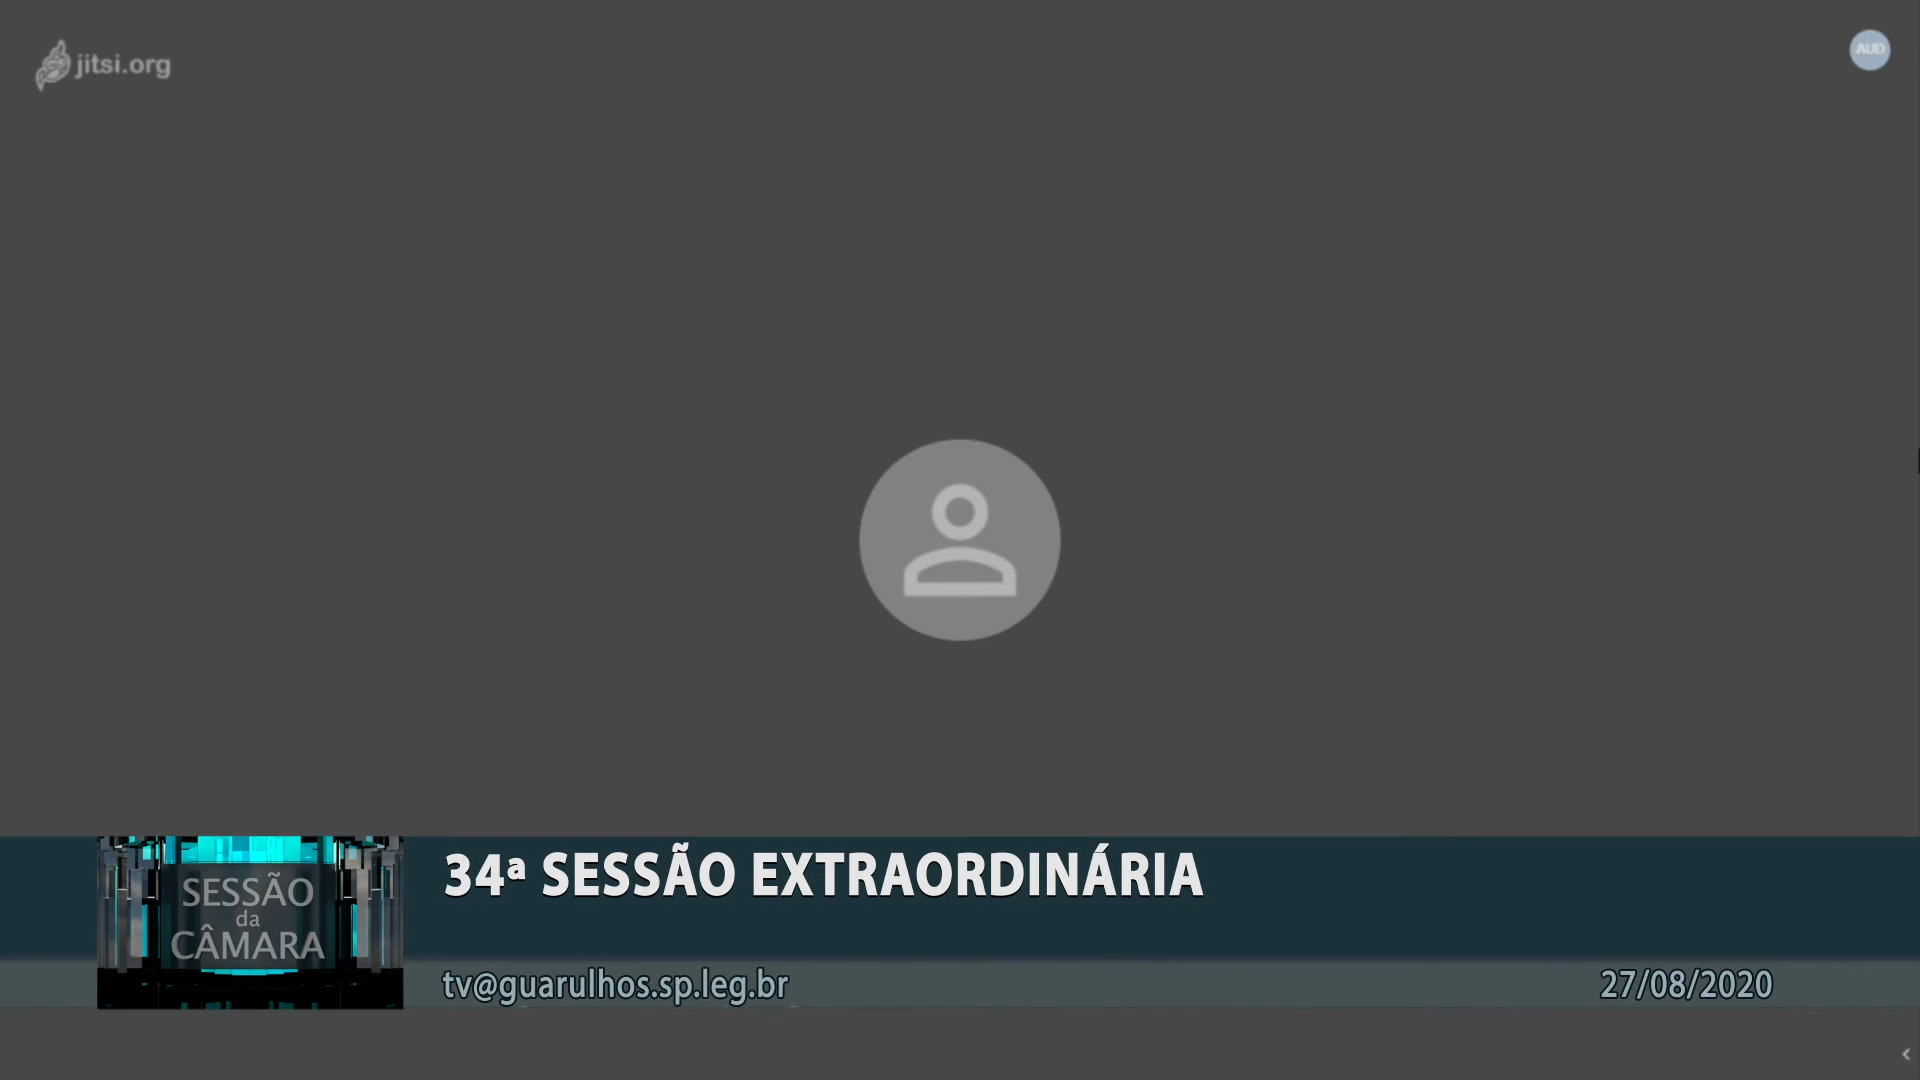 jitsi.org
AUD
34ª SESSÃO EXTRAORDINÁRIA
SESSÃO
da
CÂMARA
tv@guarulhos.sp.leg.br
27/08/2020